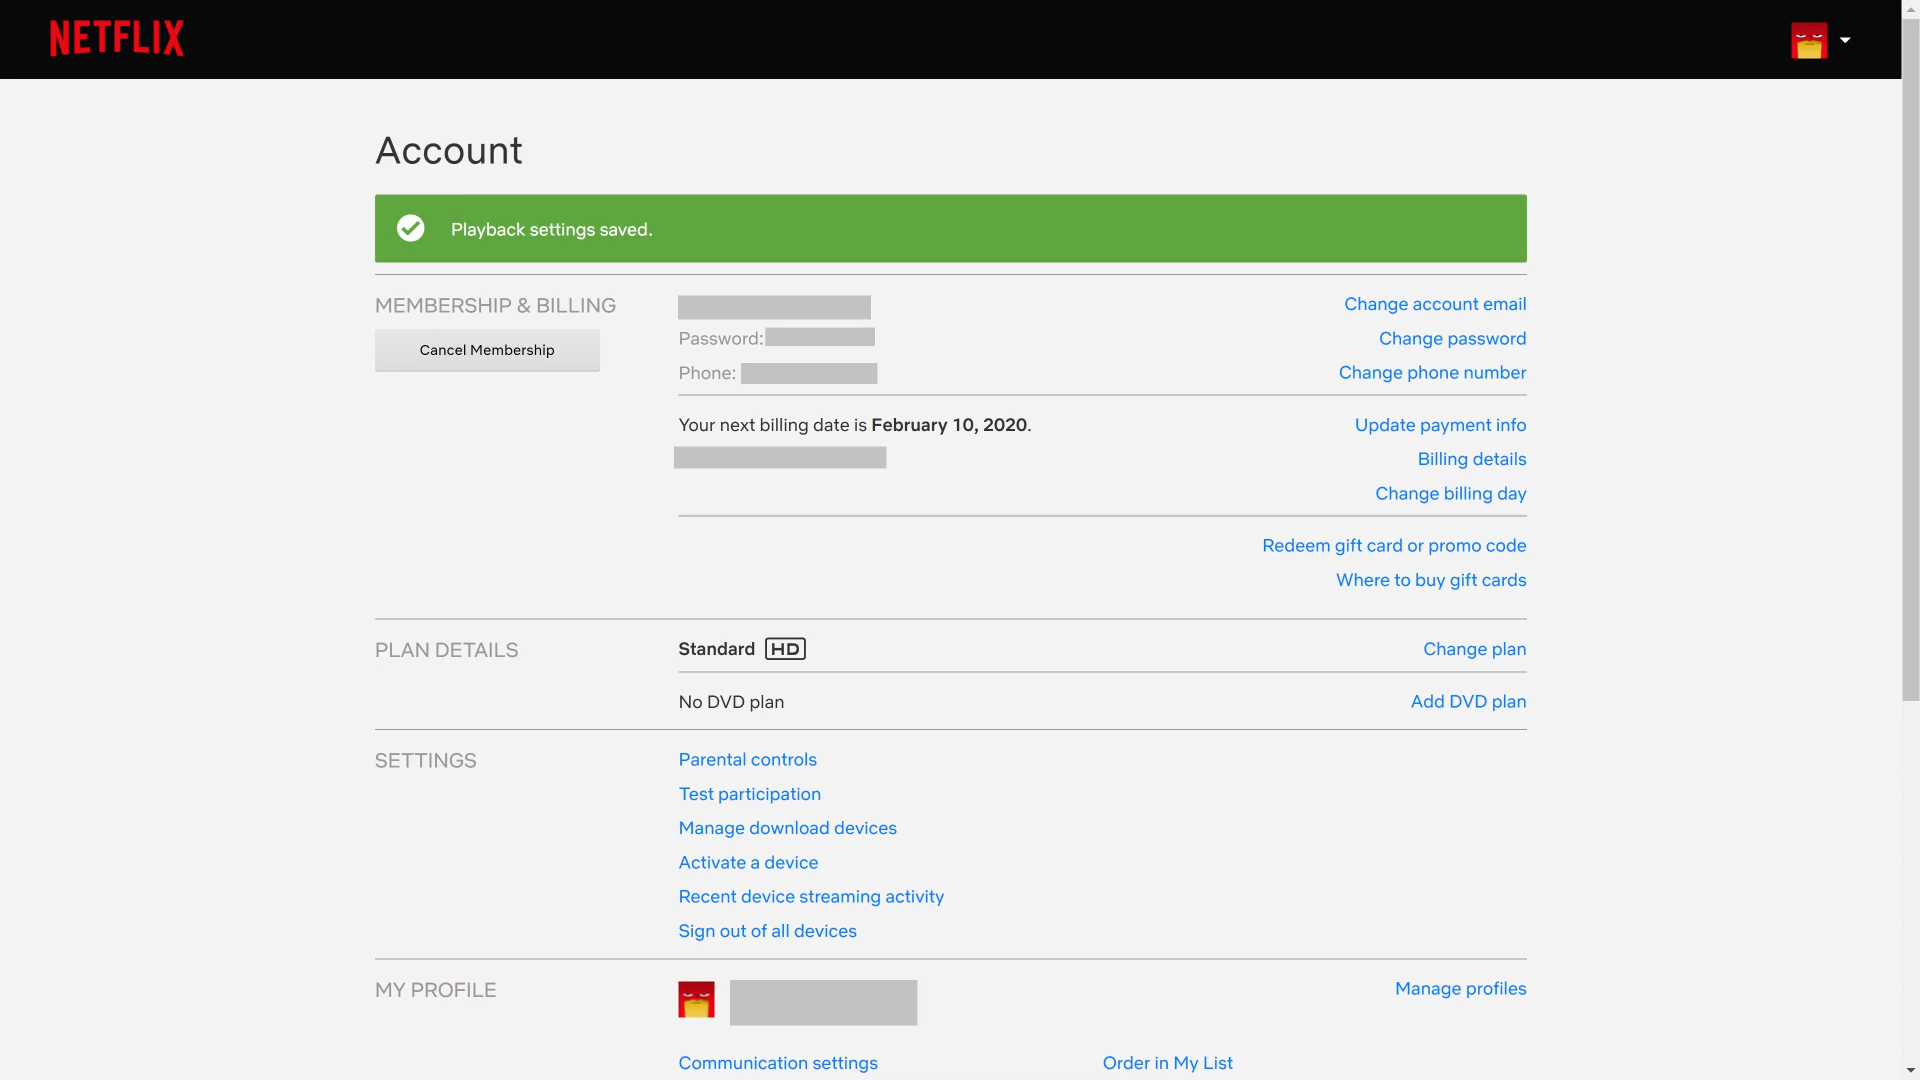 NETFLIX
Account
Playback settings saved.
MEMBERSHIP & BILLING
Cancel Membership
Change account email
Password:
Change password
Phone:
Change phone number
Your next billing date is February 10, 2020.
Update payment info
Billing details
Change billing day
Redeem gift card or promo code
Where to buy gift cards
PLAN DETAILS
Standard HD
Change plan
No DVD plan
Add DVD plan
SETTINGS
Parental controls
Test participation
Manage download devices
Activate a device
Recent device streaming activity
Sign out of all devices
MY PROFILE
Manage profiles
Communication settings
Order in My List